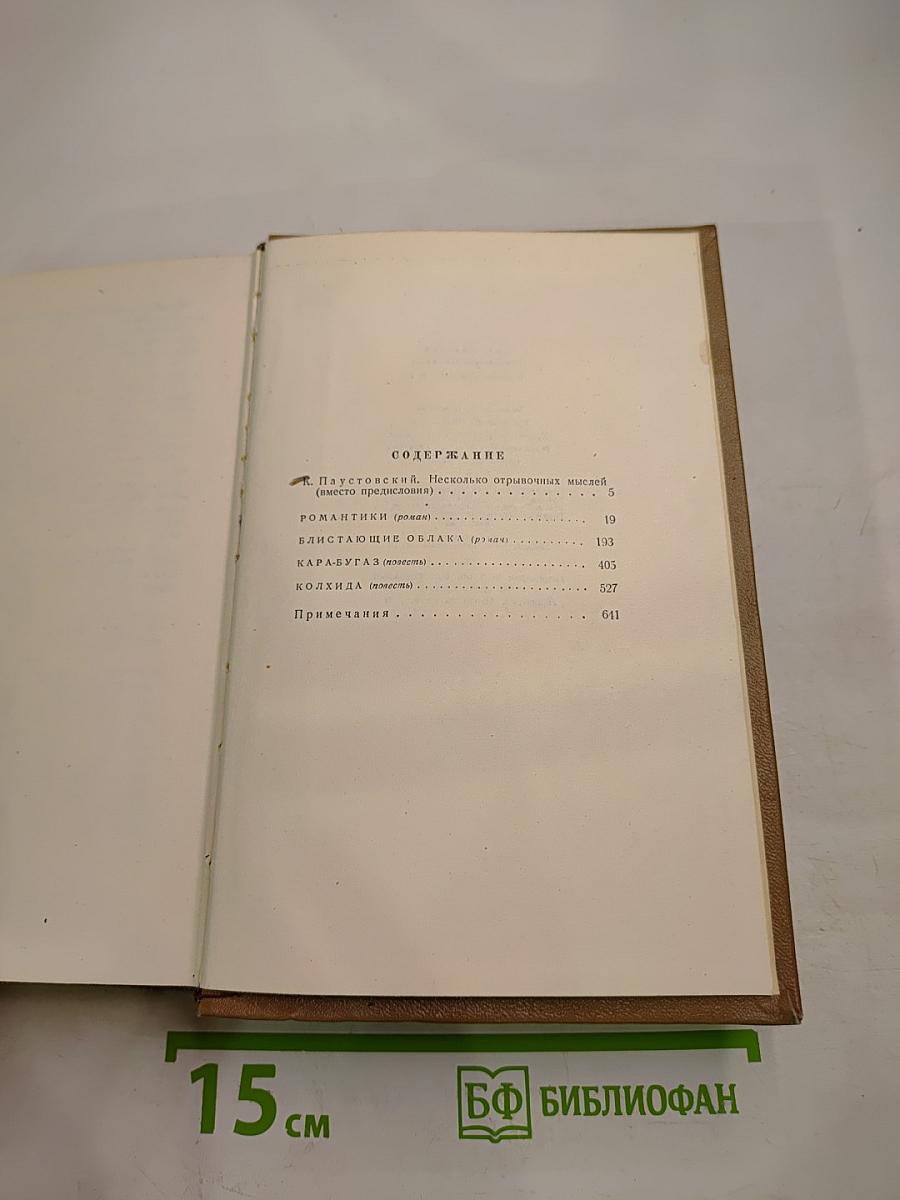 СОДЕРЖАНИЕ
К. Паустовский. Несколько отрывочных мыслей
(вместо предисловия) . . . . . . . . . . . . . . 5
РОМАНТИКИ (роман) . . . . . . . . . . . . . . . . . . . . 19
БЛИСТАЮЩИЕ ОБЛАКА (роман) . . . . . . . . . . 193
КАРА-БУГАЗ (повесть) . . . . . . . . . . . . . . . . . . . . 405
КОЛХИДА (повесть) . . . . . . . . . . . . . . . . . . . . . . 527
Примечания . . . . . . . . . . . . . . . . 641
15 см
БФ БИБЛИОФАН